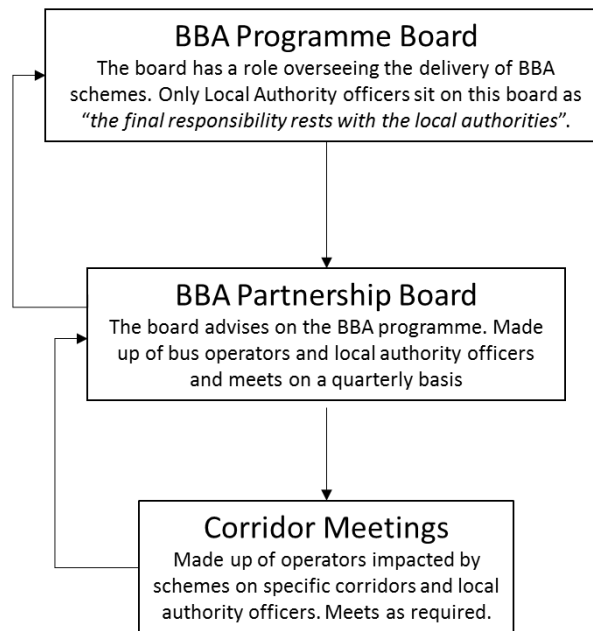 BBA Programme Board
The board has a role overseeing the delivery of BBA
schemes. Only Local Authority officers sit on this board as
“the final responsibility rests with the local authorities”.
BBA Partnership Board
The board advises on the BBA programme. Made
up of bus operators and local authority officers
and meets on a quarterly basis
Corridor Meetings
Made up of operators impacted by
schemes on specific corridors and local
authority officers. Meets as required.